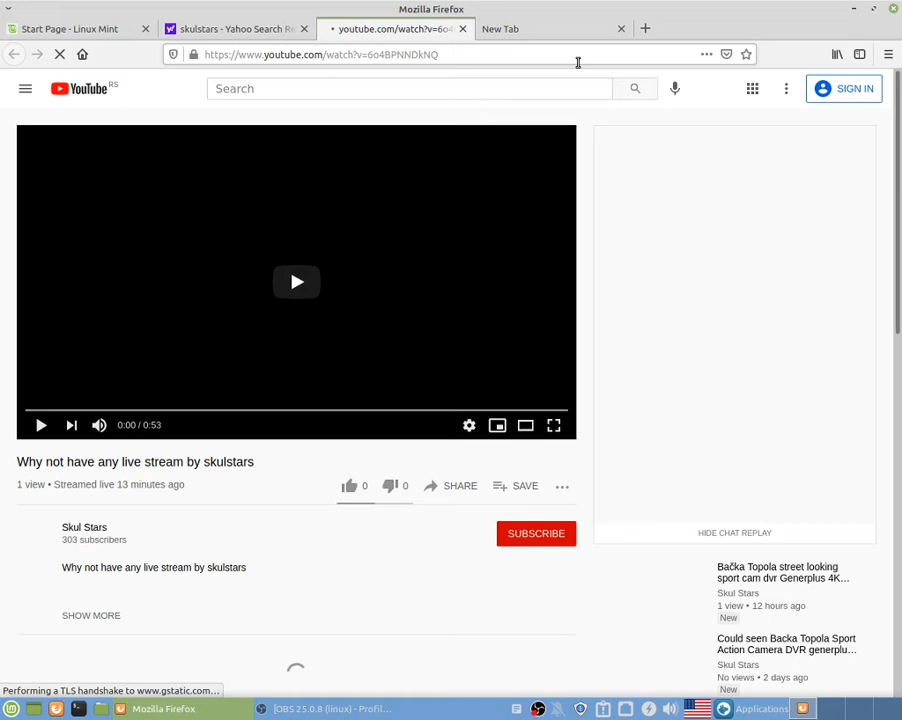 Mozilla Firefox
Start Page - Linux Mint
skulstars - Yahoo Search Re
youtube.com/watch?v=6o4
New Tab
https://www.youtube.com/watch?v=6o4BPNNDkNQ
YouTube RS
Search
SIGN IN
0:00 / 0:53
Why not have any live stream by skulstars
1 view • Streamed live 13 minutes ago
0
0
SHARE
SAVE
HIDE CHAT REPLAY
Skul Stars
303 subscribers
SUBSCRIBE
Why not have any live stream by skulstars
SHOW MORE
Bačka Topola street looking
sport cam dvr Generplus 4K...
Skul Stars
1 view • 12 hours ago
New
Could seen Backa Topola Sport
Action Camera DVR generplu...
Skul Stars
No views • 2 days ago
New
Performing a TLS handshake to www.gstatic.com...
Mozilla Firefox
[OBS 25.0.8 (linux) - Profil...
Applications